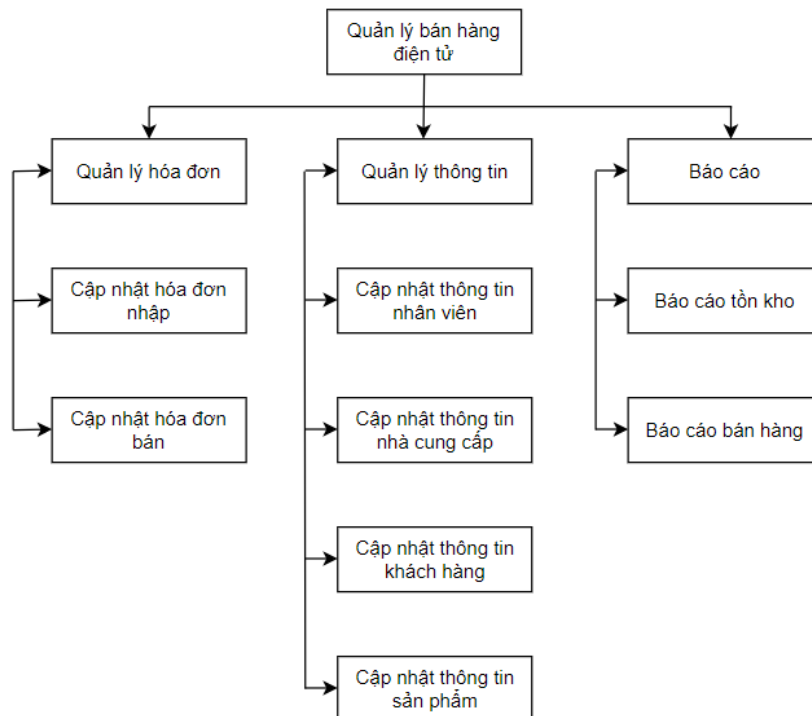 Quản lý bán hàng
điện tử
Quản lý hóa đơn
Quản lý thông tin
Báo cáo
Cập nhật hóa đơn
nhập
Cập nhật thông tin
nhân viên
Báo cáo tồn kho
Cập nhật hóa đơn
bán
Cập nhật thông tin
nhà cung cấp
Báo cáo bán hàng
Cập nhật thông tin
khách hàng
Cập nhật thông tin
sản phẩm